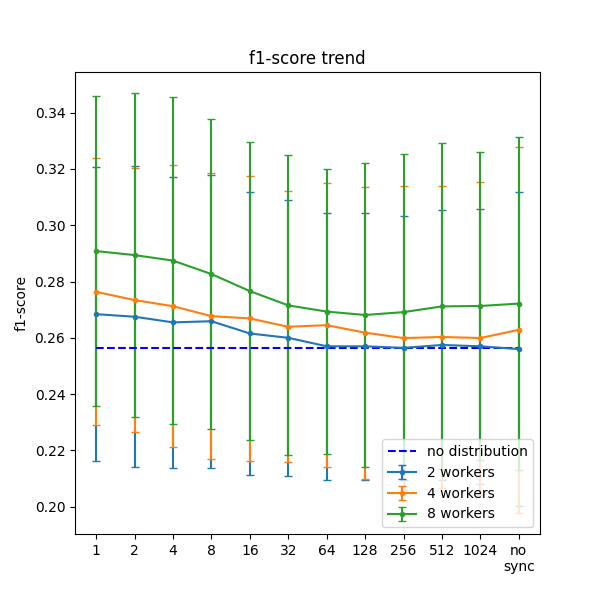 f1-score trend
f1-score
0.34
0.32
0.30
0.28
0.26
0.24
0.22
0.20
no distribution
2 workers
4 workers
8 workers
1 2 4 8 16 32 64 128 256 512 1024 no
sync